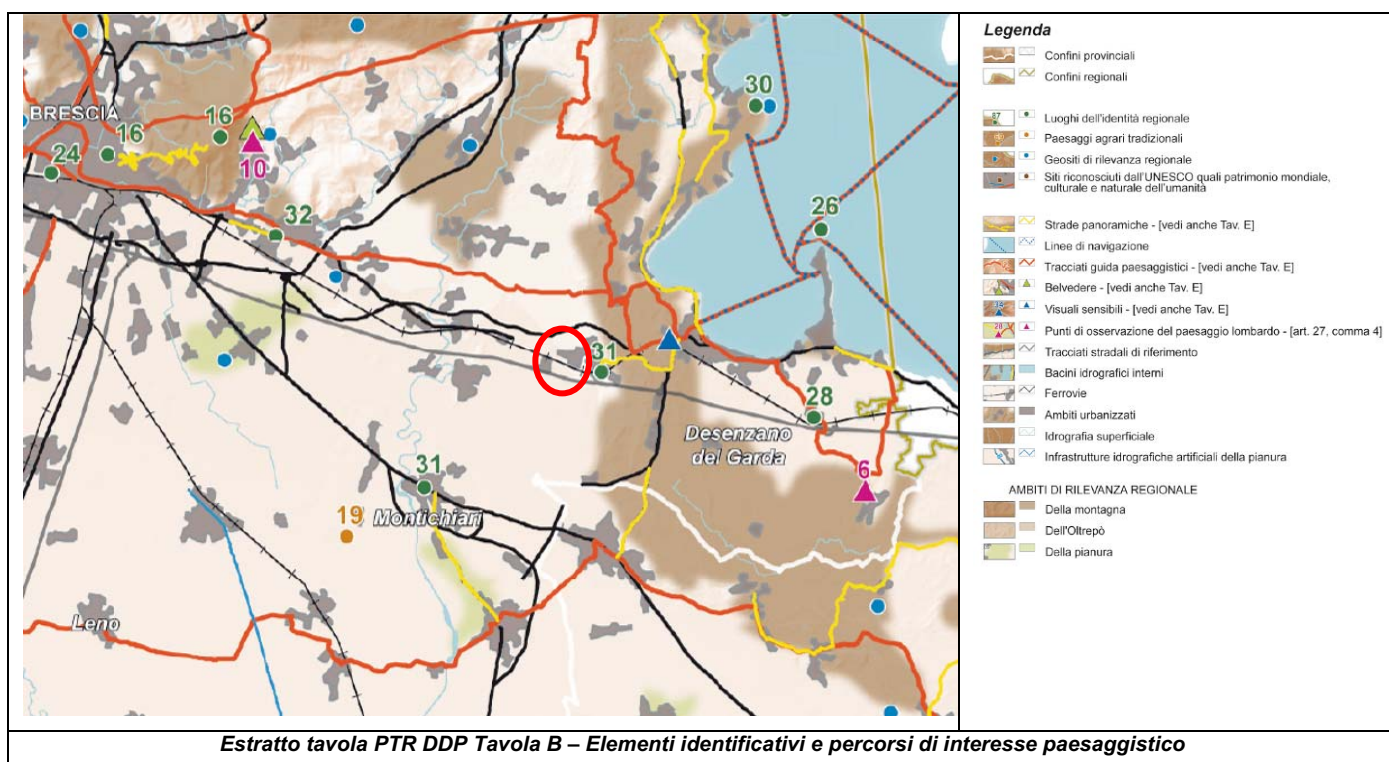 30
16
BRESCIA
16
24
10
26
32
31
28
Desenzano
del Garda
6
31
19
Montichiari
Leno
Legenda
Confini provinciali
Confini regionali
Luoghi dell'identità regionale
Paesaggi agrari tradizionali
Geositi di rilevanza regionale
Siti riconosciuti dall'UNESCO quali patrimonio mondiale,
culturale e naturale dell'umanità
Strade panoramiche - [vedi anche Tav. E]
Linee di navigazione
Tracciati guida paesaggistici - [vedi anche Tav. E]
Belvedere - [vedi anche Tav. E]
Visuali sensibili - [vedi anche Tav. E]
Punti di osservazione del paesaggio lombardo - [art. 27, comma 4]
Tracciati stradali di riferimento
Bacini idrografici interni
Ferrovie
Ambiti urbanizzati
Idrografia superficiale
Infrastrutture idrografiche artificiali della pianura
AMBITI DI RILEVANZA REGIONALE
Della montagna
Dell'Oltrepò
Della pianura
Estratto tavola PTR DDP Tavola B – Elementi identificativi e percorsi di interesse paesaggistico